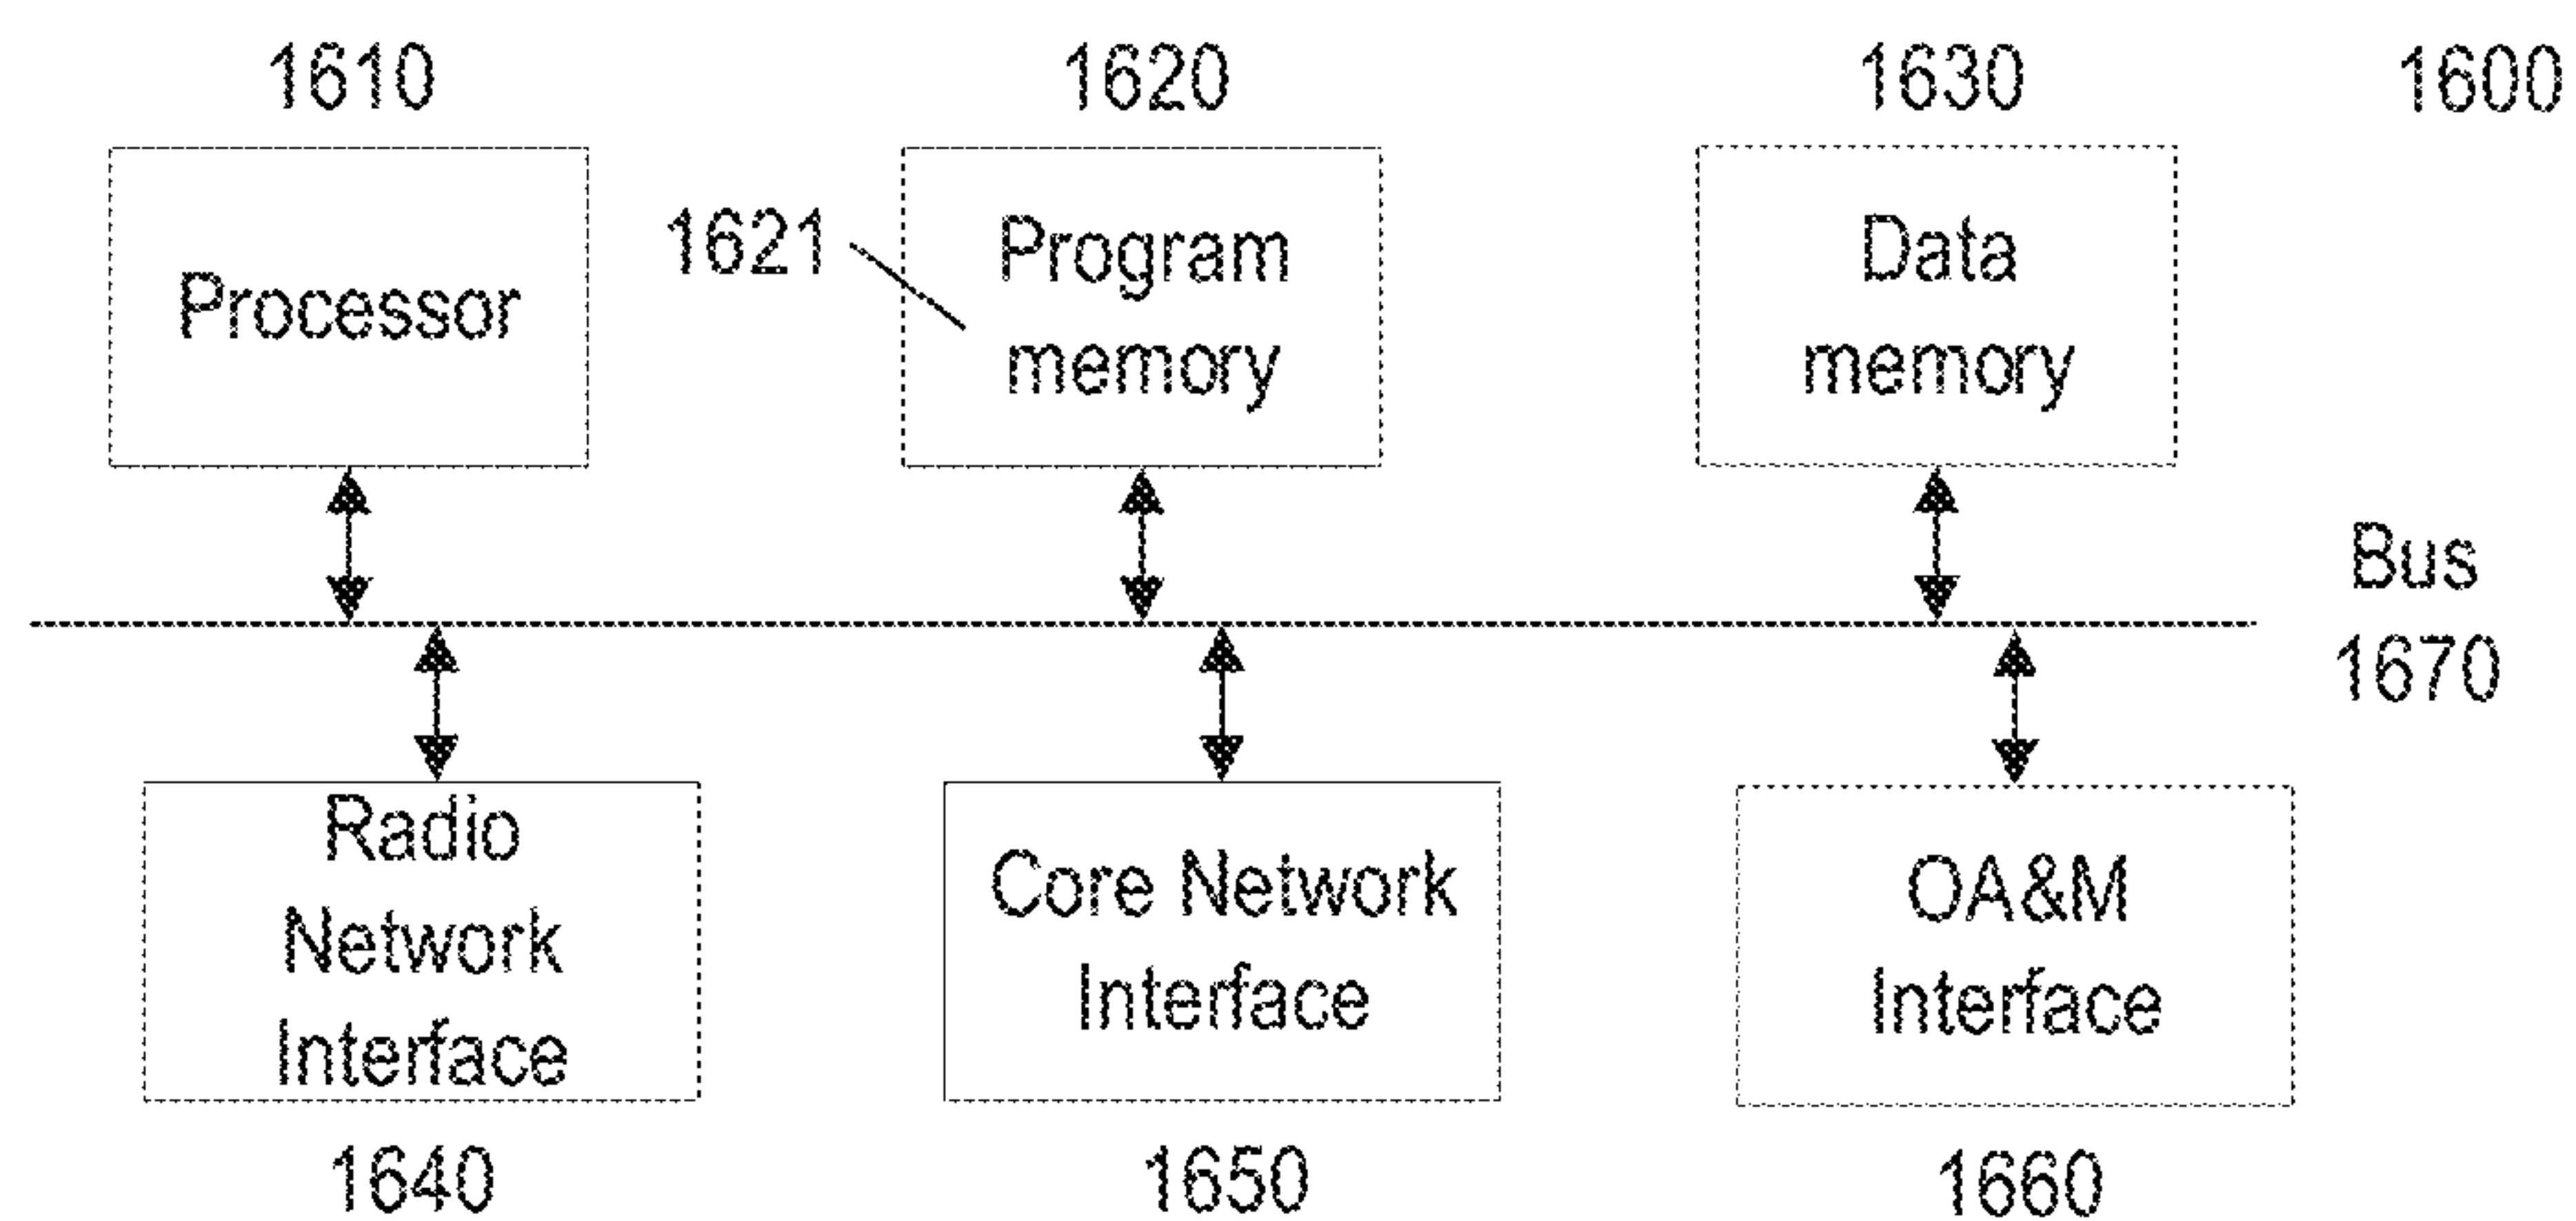 1610
1620
1630
1600
Processor
1621
Program
memory
Data
memory
Bus
1670
Radio
Network
Interface
Core Network
Interface
OA&M
Interface
1640
1650
1660